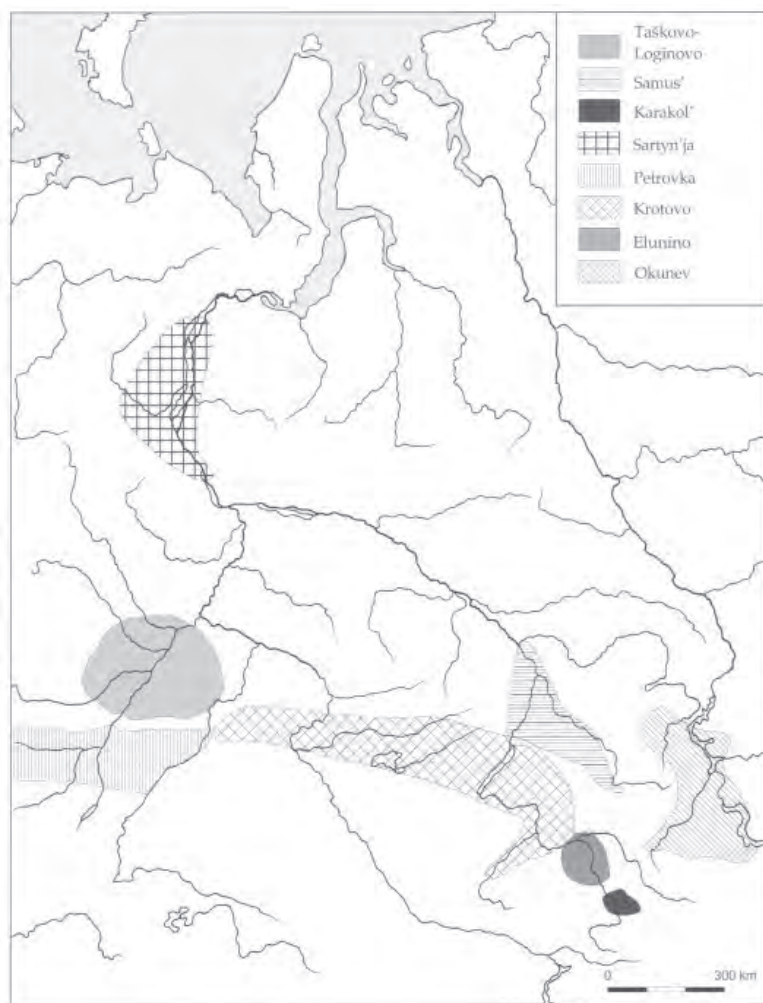 Taškovo-
Loginovo
Samus'
Karakol'
Sartyn'ja
Petrovka
Krotovo
Elunino
Okunev
0 300 km